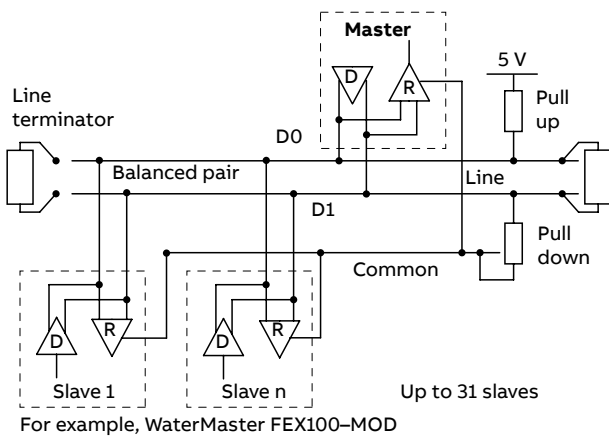 Master
5 V
D
R
Pull
up
Line
terminator
D0
Balanced pair
Line
D1
Pull
down
Common
D
R
D
R
Slave 1
Slave n
Up to 31 slaves
For example, WaterMaster FEX100–MOD